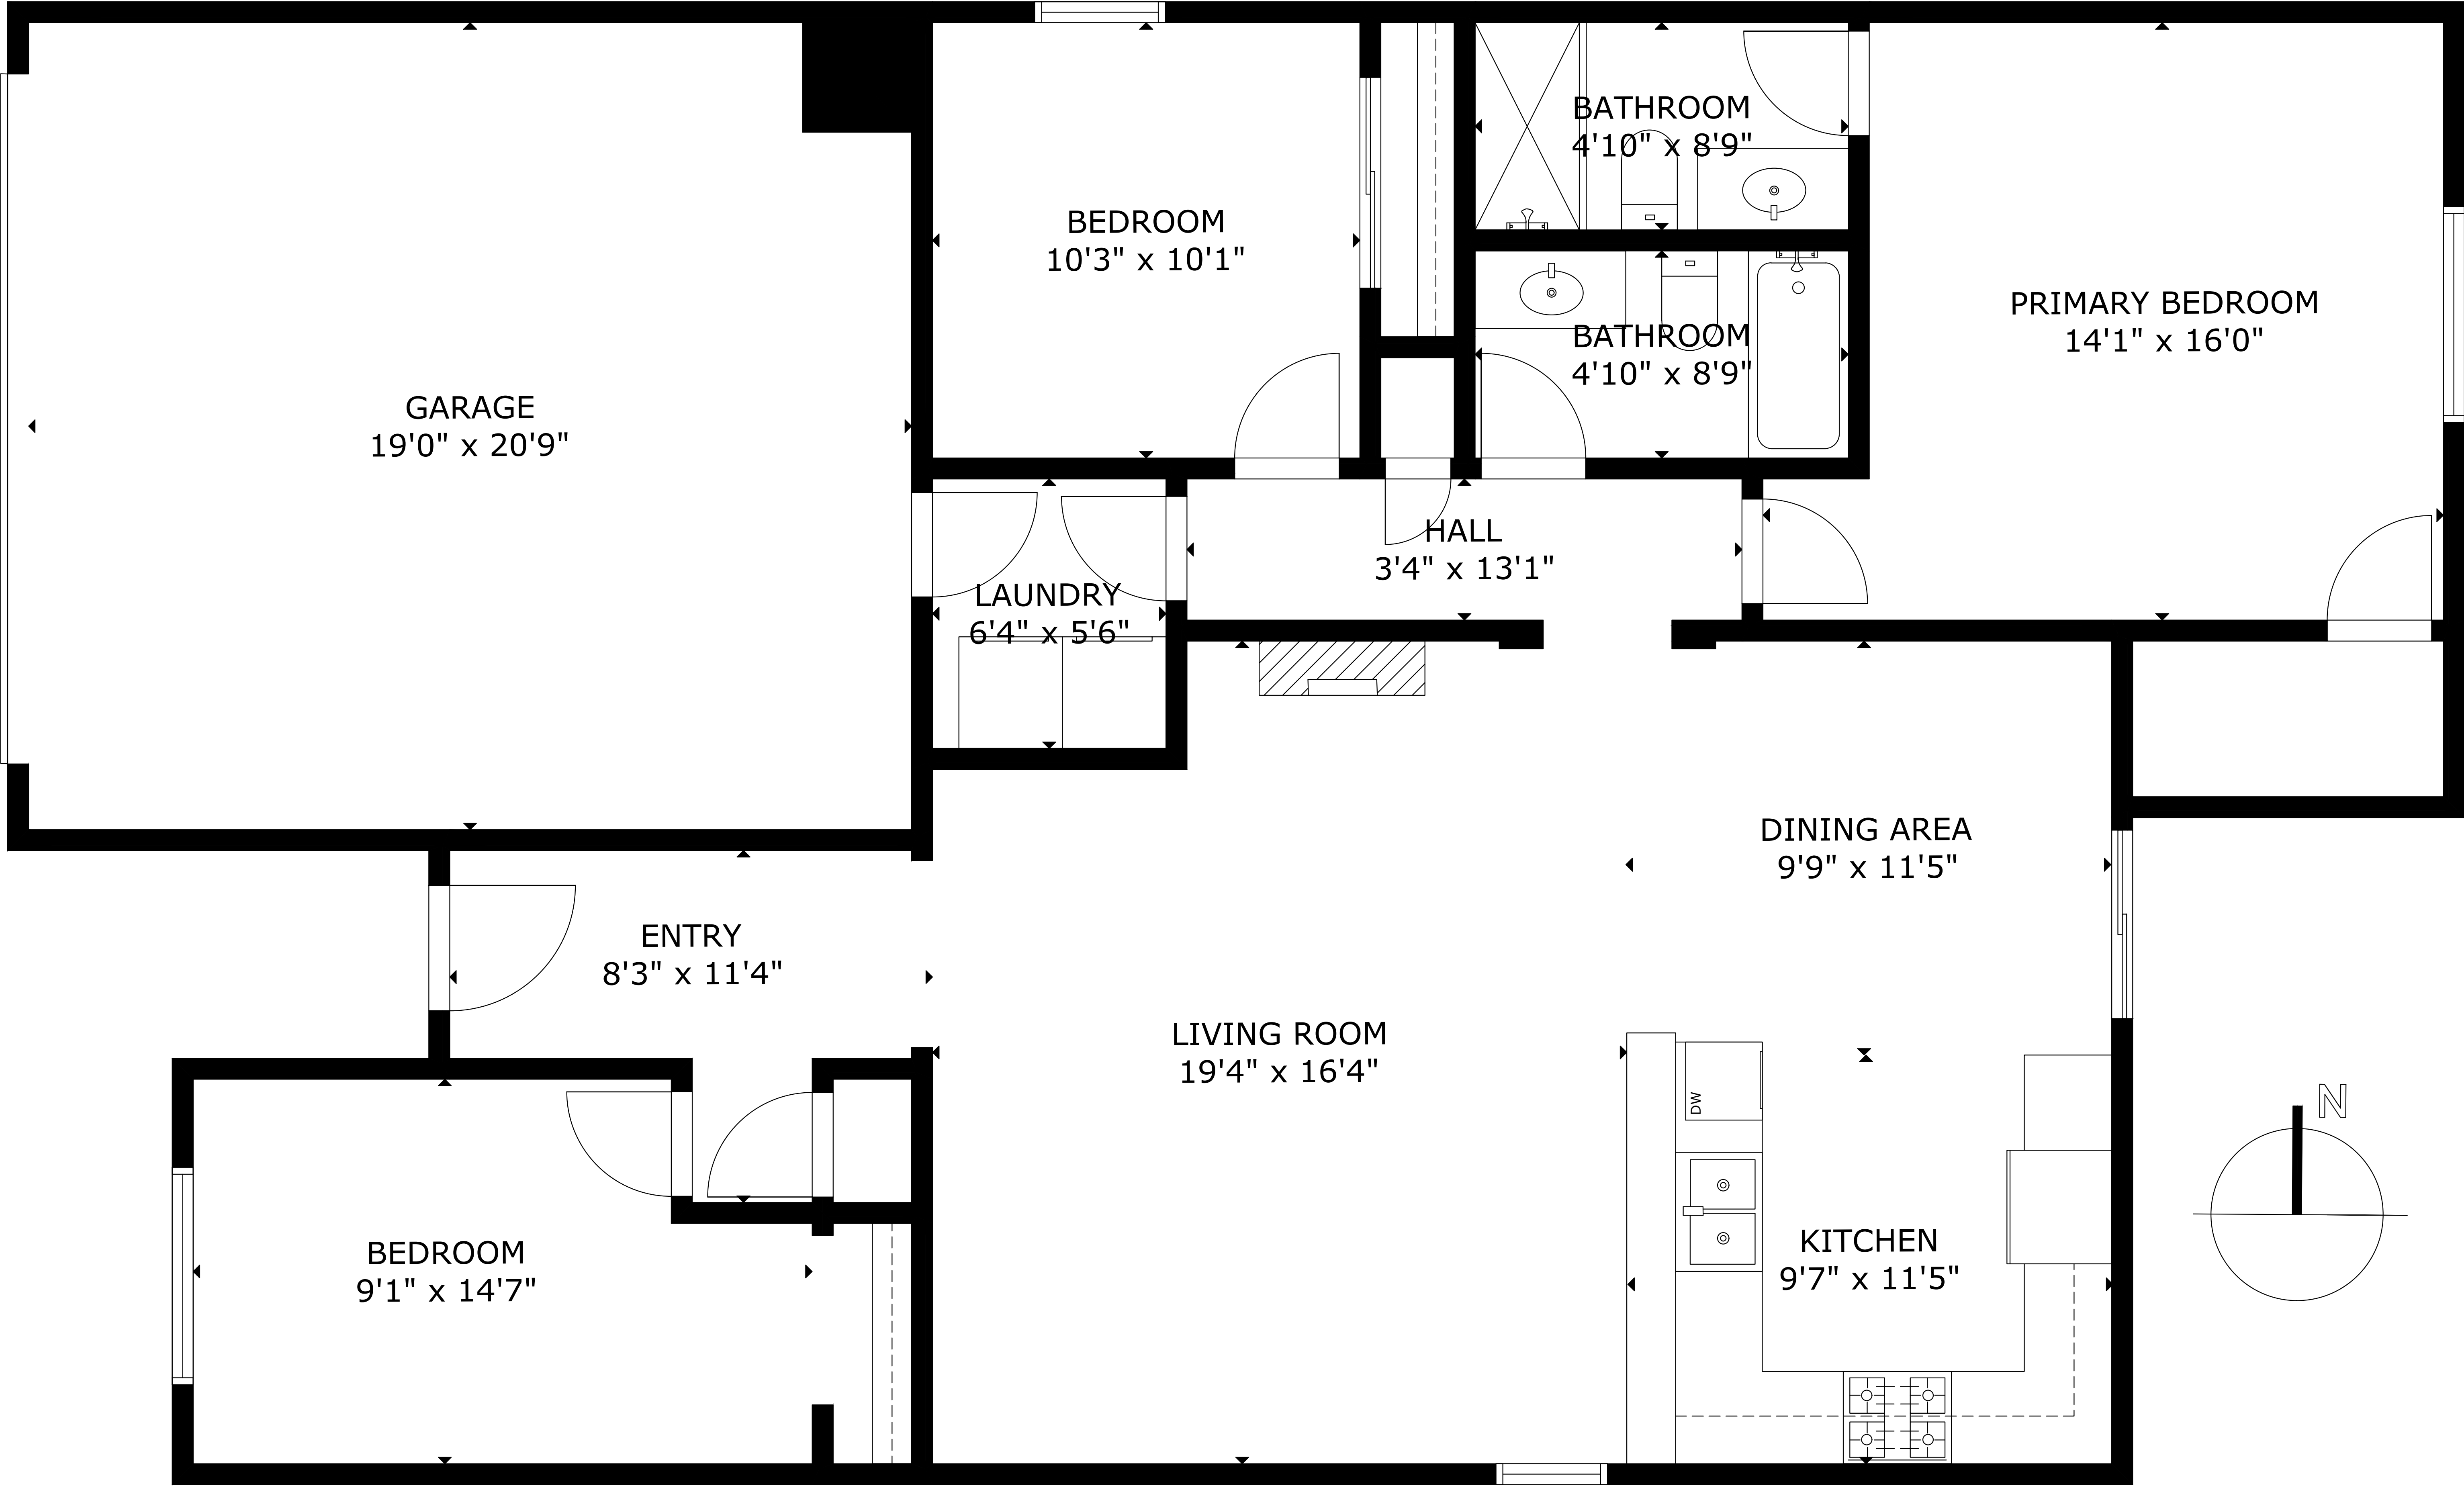 BATHROOM
4'10" x 8'9"
BEDROOM
10'3" x 10'1"
PRIMARY BEDROOM
14'1" x 16'0"
BATHROOM
4'10" x 8'9"
GARAGE
19'0" x 20'9"
HALL
3'4" x 13'1"
LAUNDRY
6'4" x 5'6"
DINING AREA
9'9" x 11'5"
ENTRY
8'3" x 11'4"
LIVING ROOM
19'4" x 16'4"
DW
N
KITCHEN
9'7" x 11'5"
BEDROOM
9'1" x 14'7"